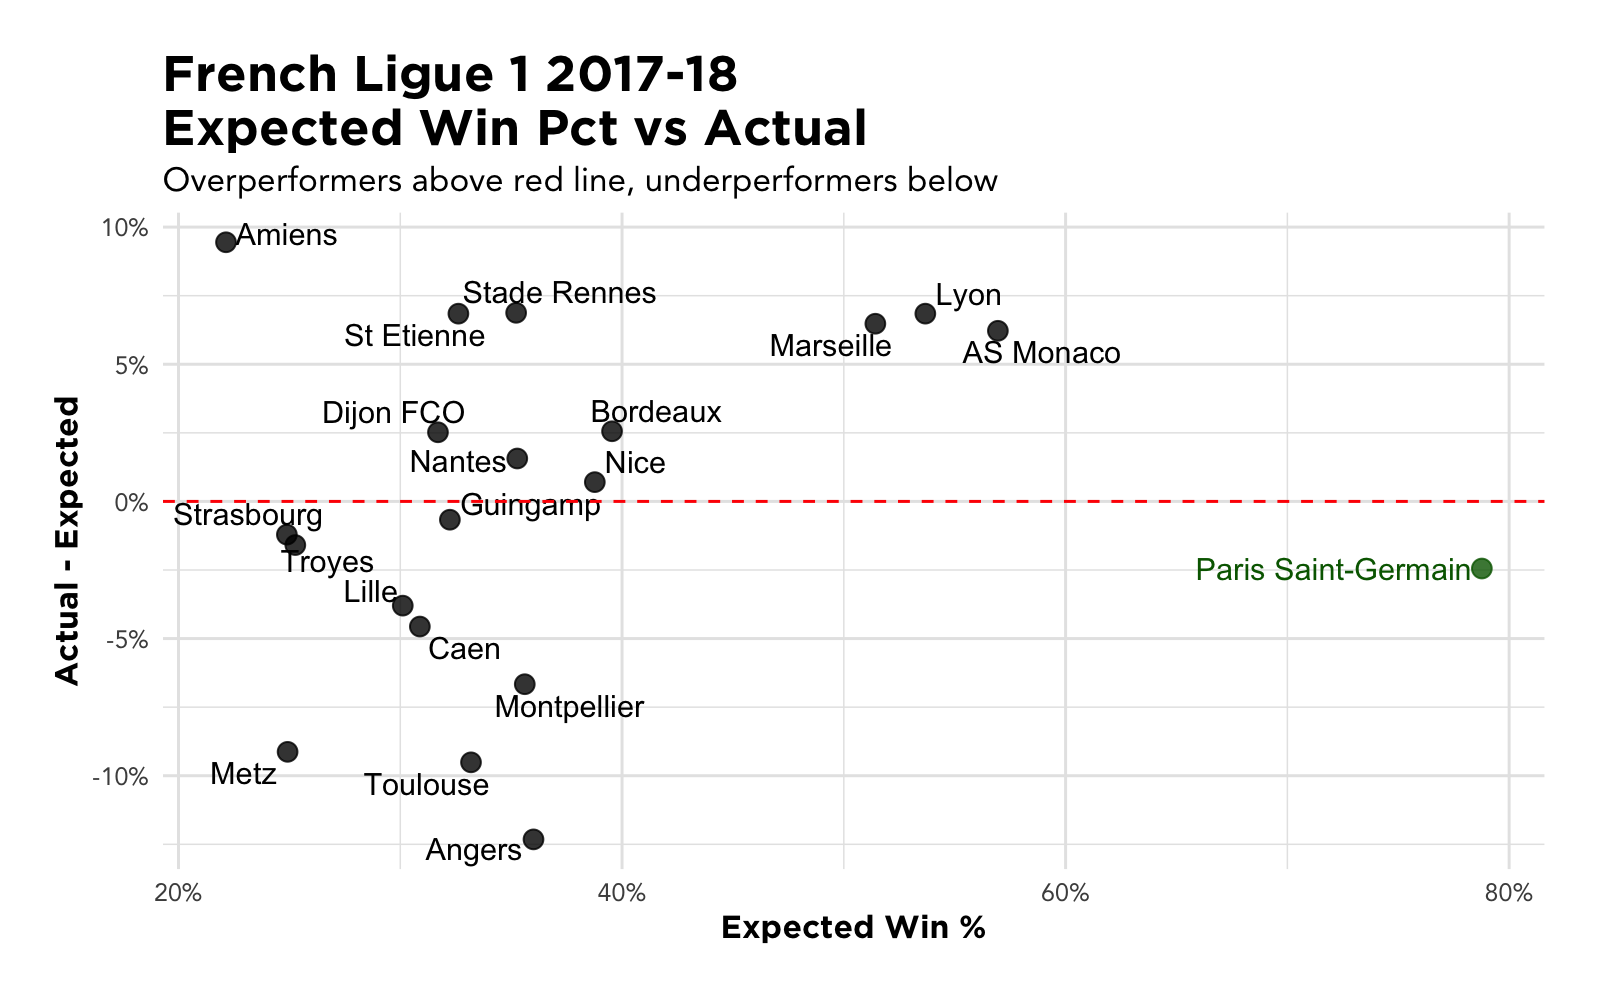 French Ligue 1 2017-18
Expected Win Pct vs Actual
Overperformers above red line, underperformers below
Actual - Expected
10%
5%
0%
-5%
-10%
Amiens
Stade Rennes
St Etienne
Lyon
Marseille
AS Monaco
Dijon FCO
Bordeaux
Nantes
Nice
Guingamp
Strasbourg
Troyes
Paris Saint-Germain
Lille
Caen
Montpellier
Metz
Toulouse
Angers
20%
40%
60%
80%
Expected Win %